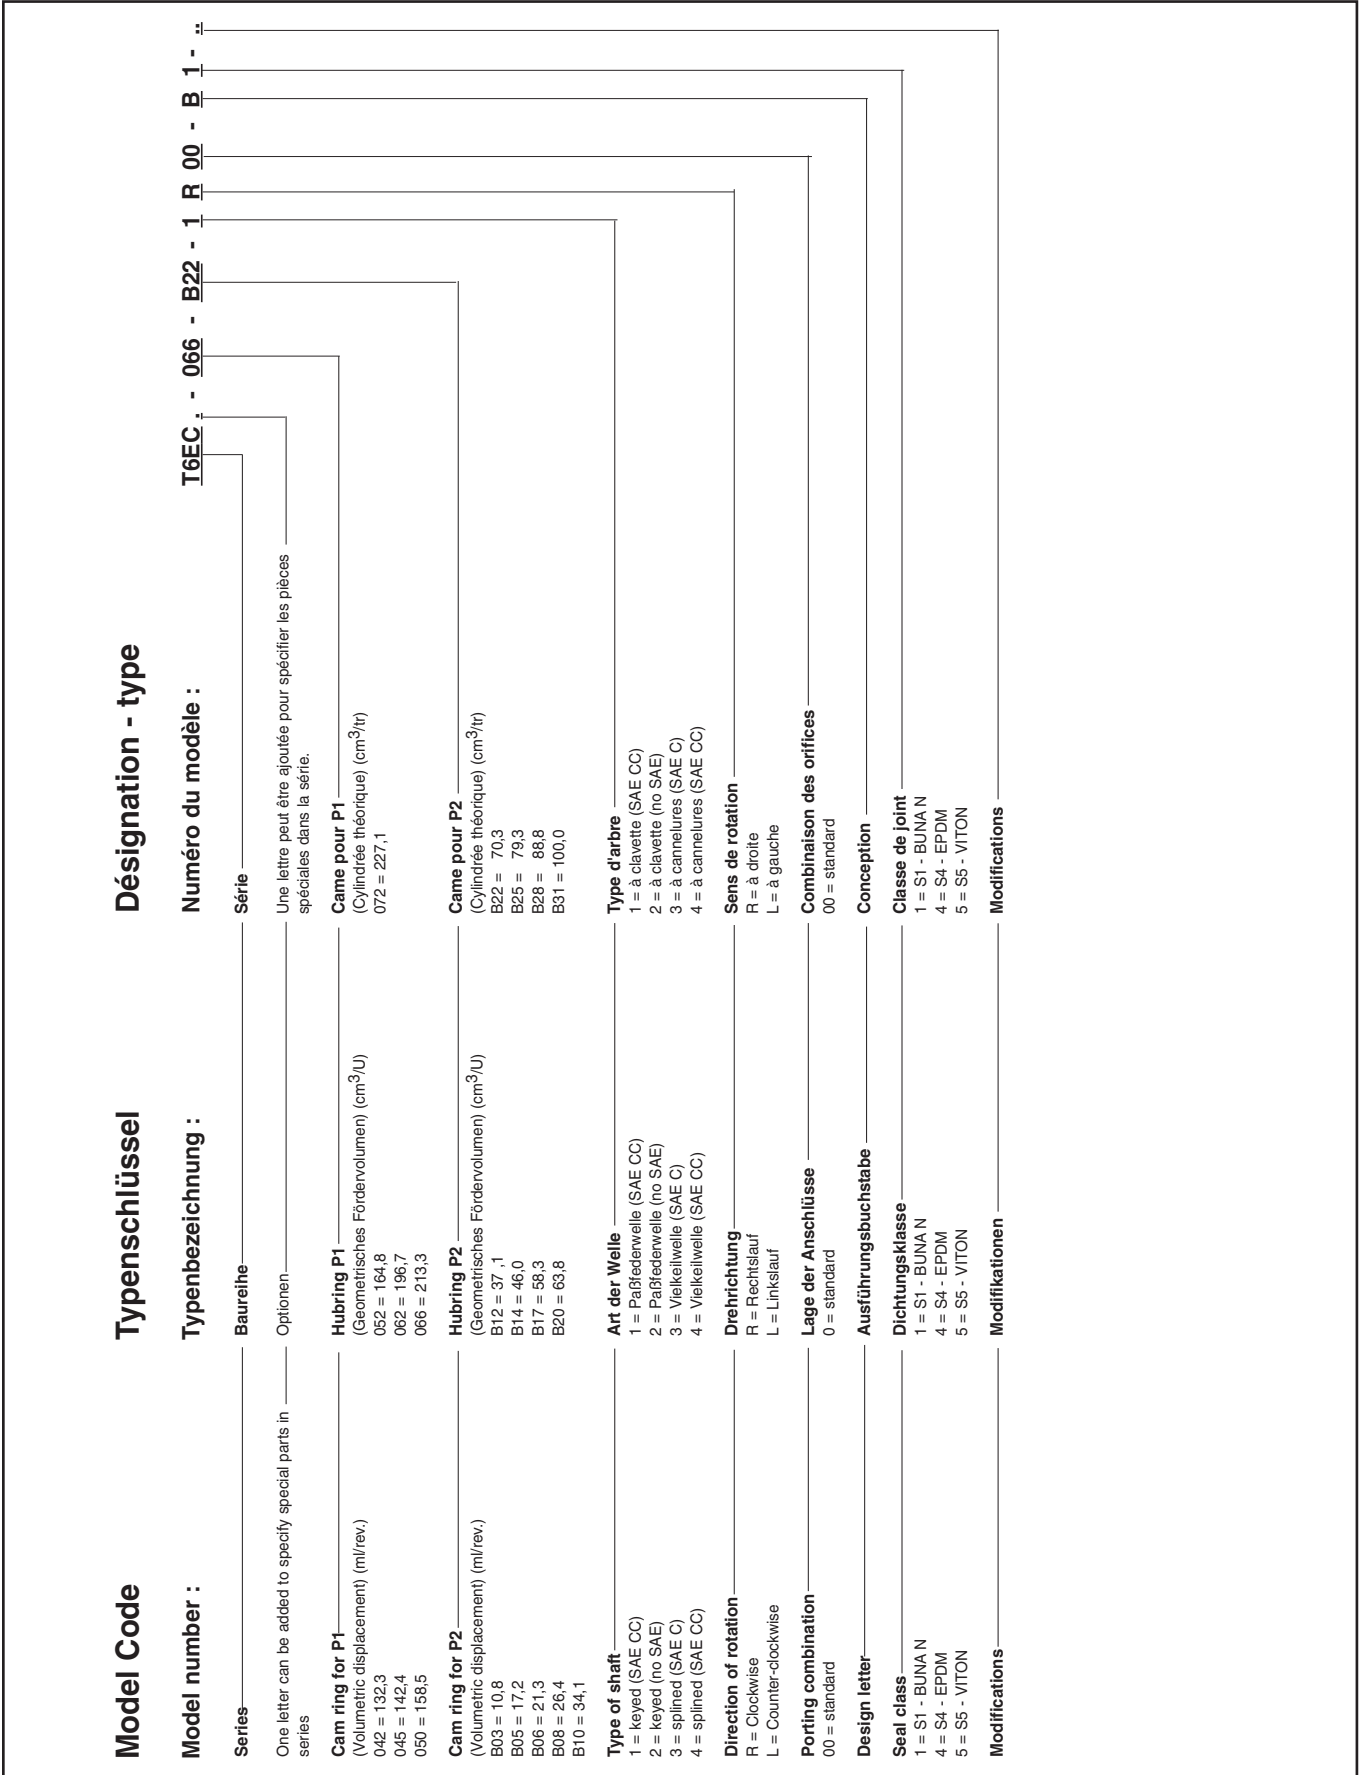 Model Code
Typenschlüssel
Désignation - type
Model number :
Typenbezeichnung :
Numéro du modèle :
T6EC . - 066 - B22 - 1 R 00 - B 1 - ..
Series
Baureihe
Série
One letter can be added to specify special parts in
series
Optionen
Une lettre peut être ajoutée pour spécifier les pièces
spéciales dans la série.
Cam ring for P1
(Volumetric displacement) (ml/rev.)
042 = 132,3
045 = 142,4
050 = 158,5
Hubring P1
(Geometrisches Fördervolumen) (cm3/U)
052 = 164,8
062 = 196,7
066 = 213,3
Came pour P1
(Cylindrée théorique) (cm3/tr)
072 = 227,1
Cam ring for P2
(Volumetric displacement) (ml/rev.)
B03 = 10,8
B05 = 17,2
B06 = 21,3
B08 = 26,4
B10 = 34,1
Hubring P2
(Geometrisches Fördervolumen) (cm3/U)
B12 = 37 ,1
B14 = 46,0
B17 = 58,3
B20 = 63,8
Came pour P2
(Cylindrée théorique) (cm3/tr)
B22 = 70,3
B25 = 79,3
B28 = 88,8
B31 = 100,0
Type of shaft
1 = keyed (SAE CC)
2 = keyed (no SAE)
3 = splined (SAE C)
4 = splined (SAE CC)
Art der Welle
1 = Paßfederwelle (SAE CC)
2 = Paßfederwelle (no SAE)
3 = Vielkeilwelle (SAE C)
4 = Vielkeilwelle (SAE CC)
Type d'arbre
1 = à clavette (SAE CC)
2 = à clavette (no SAE)
3 = à cannelures (SAE C)
4 = à cannelures (SAE CC)
Direction of rotation
R = Clockwise
L = Counter-clockwise
Drehrichtung
R = Rechtslauf
L = Linkslauf
Sens de rotation
R = à droite
L = à gauche
Porting combination
00 = standard
Lage der Anschlüsse
0 = standard
Combinaison des orifices
00 = standard
Design letter
Ausführungsbuchstabe
Conception
Seal class
1 = S1 - BUNA N
4 = S4 - EPDM
5 = S5 - VITON
Dichtungsklasse
1 = S1 - BUNA N
4 = S4 - EPDM
5 = S5 - VITON
Classe de joint
1 = S1 - BUNA N
4 = S4 - EPDM
5 = S5 - VITON
Modifications
Modifikationen
Modifications